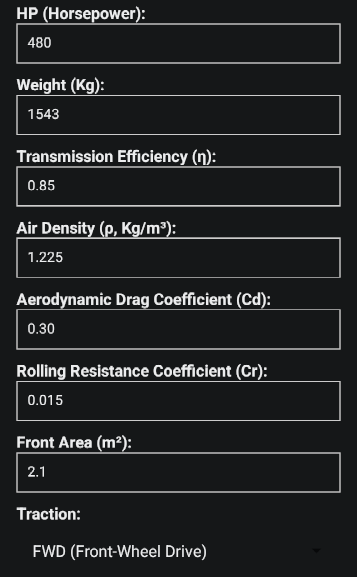 HP (Horsepower):
480
Weight (Kg):
1543
Transmission Efficiency (η):
0.85
Air Density (ρ, Kg/m³):
1.225
Aerodynamic Drag Coefficient (Cd):
0.30
Rolling Resistance Coefficient (Cr):
0.015
Front Area (m²):
2.1
Traction:
FWD (Front-Wheel Drive)